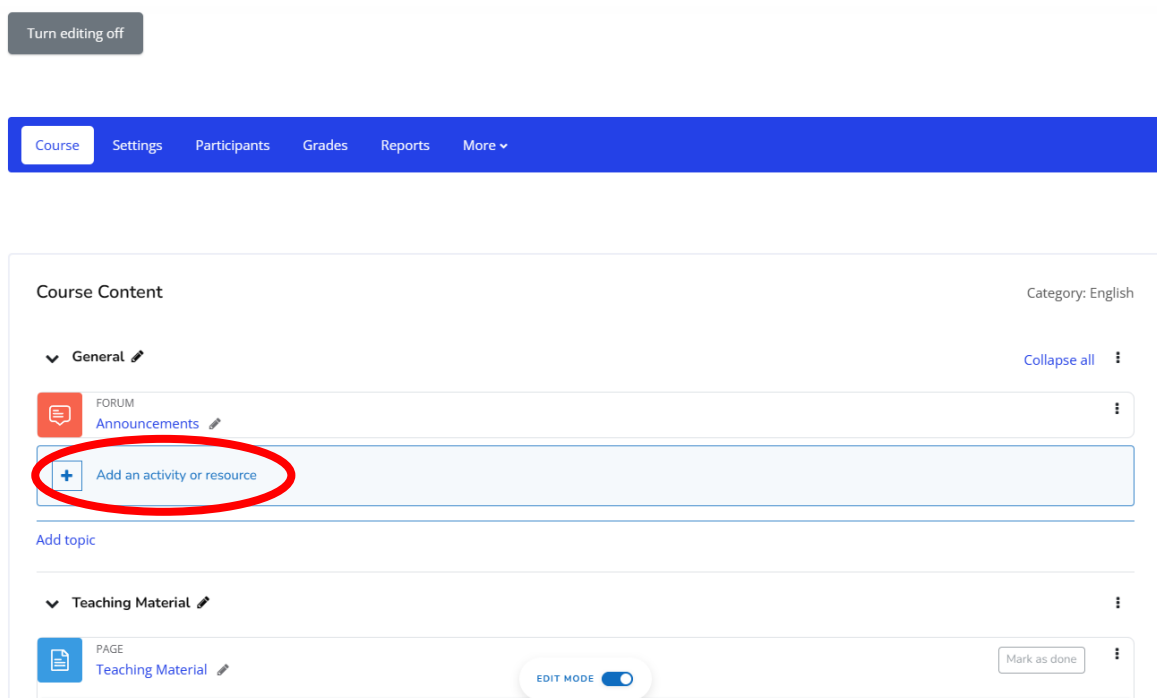 Turn editing off
Course Settings Participants Grades Reports More
Course Content Category: English
General Collapse all
FORUM
Announcements
Add an activity or resource
Add topic
Teaching Material
PAGE
Teaching Material
Mark as done
EDIT MODE